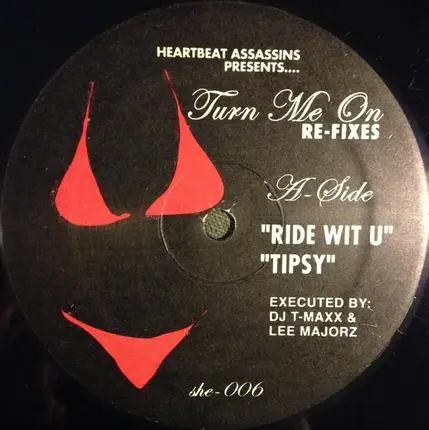 HEARTBEAT ASSASSINS
PRESENTS....
Turn Me On
RE-FIXES
A-Side
"RIDE WIT U"
"TIPSY"
EXECUTED BY:
DJ T-MAXX &
LEE MAJORZ
she-006